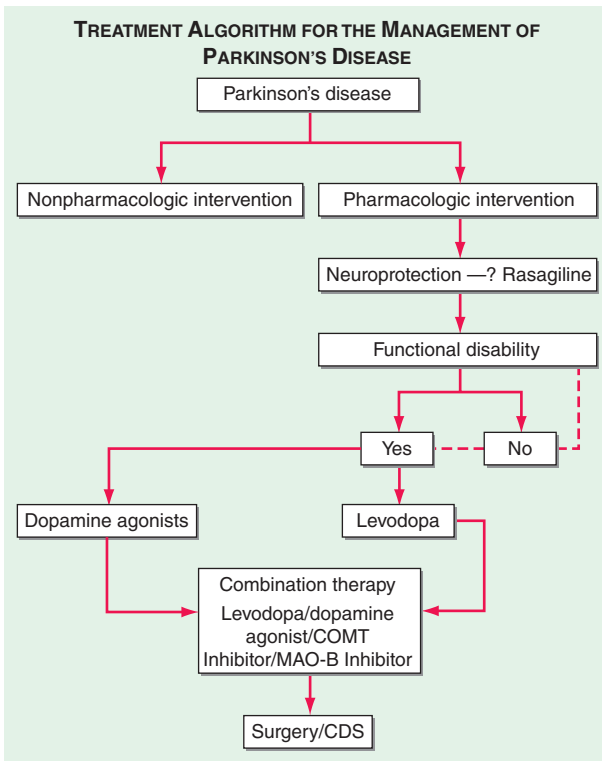 TREATMENT ALGORITHM FOR THE MANAGEMENT OF
PARKINSON'S DISEASE
Parkinson's disease
Nonpharmacologic intervention
Pharmacologic intervention
Neuroprotection —? Rasagiline
Functional disability
Yes
No
Dopamine agonists
Levodopa
Combination therapy
Levodopa/dopamine
agonist/COMT
Inhibitor/MAO-B Inhibitor
Surgery/CDS